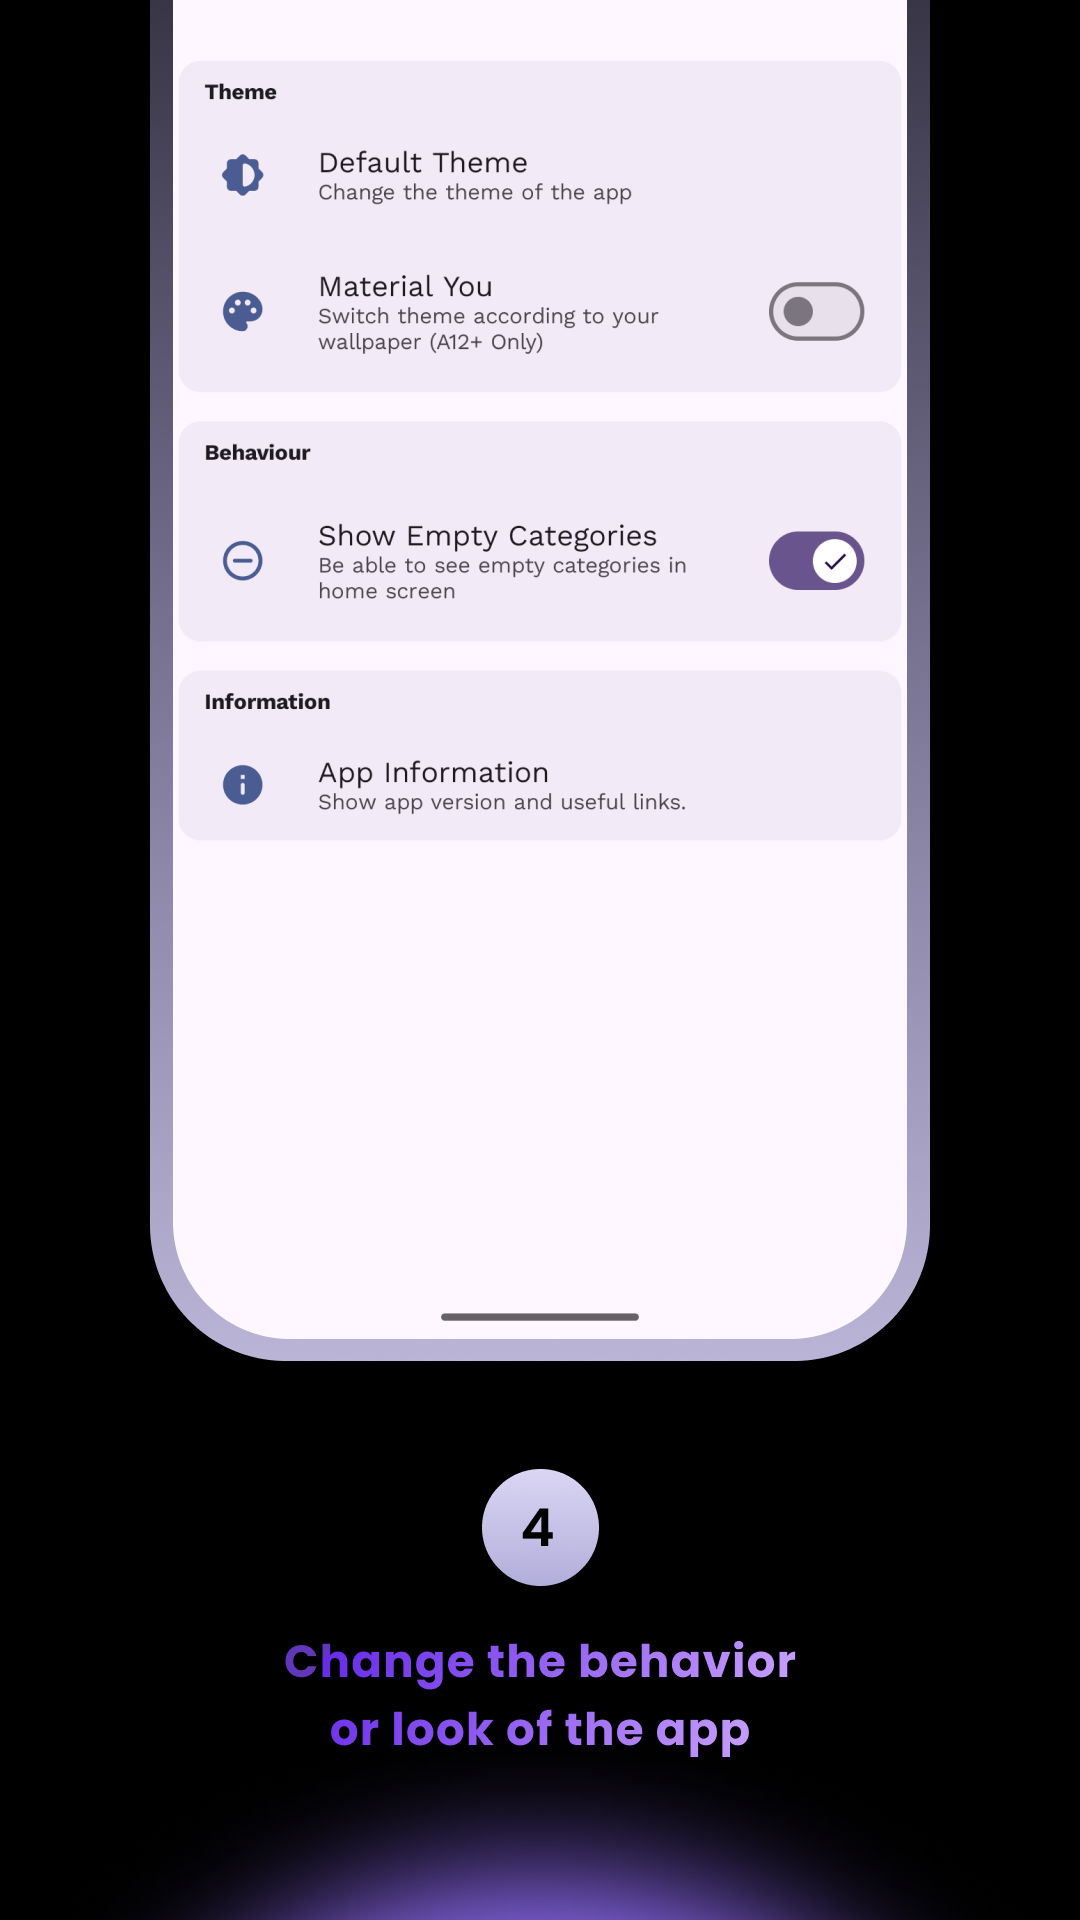 Theme
Default Theme
Change the theme of the app
Material You
Switch theme according to your
wallpaper (A12+ Only)
Behaviour
Show Empty Categories
Be able to see empty categories in
home screen
Information
App Information
Show app version and useful links.
4
Change the behavior
or look of the app